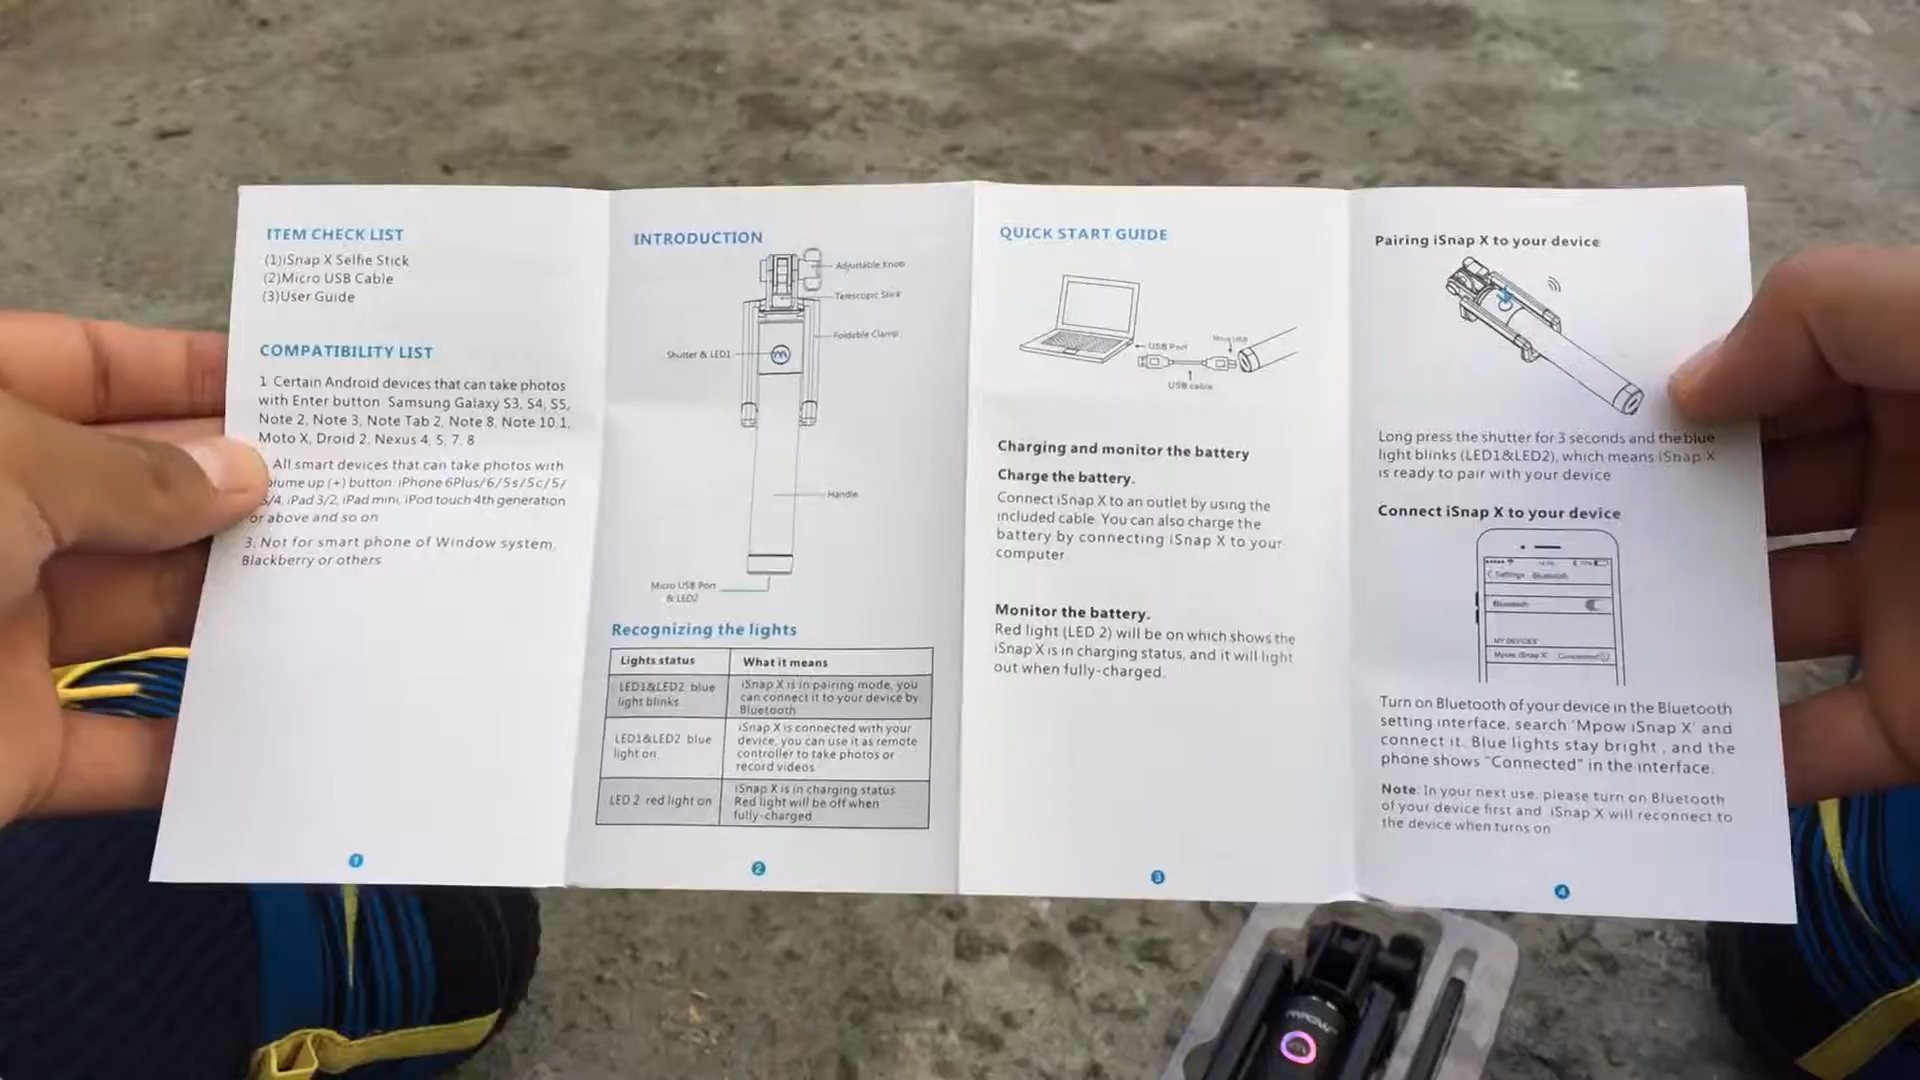 ITEM CHECK LIST
(1)iSnap X Selfie Stick
(2)Micro USB Cable
(3)User Guide
COMPATIBILITY LIST
1 Certain Android devices that can take photos
with Enter button Samsung Galaxy S3, S4, S5,
Note 2, Note 3, Note Tab 2, Note 8, Note 10.1,
Moto X, Droid 2, Nexus 4, 5, 7, 8
All smart devices that can take photos with
up (+) button iPhone 6Plus/6/5s/5c/5/
/4, iPad 3/2, iPad mini, iPod touch 4th generation
or above and so on
3. Not for smart phone of Window system,
Blackberry or others
1
INTRODUCTION
Adjustable Knob
Telescopic Stick
Foldable Clamp
Shutter & LED1
Handle
Micro USB Port
& LED2
Recognizing the lights
Lights status What it means
LED1&LED2 blue
light blinks
iSnap X is in pairing mode, you
can connect it to your device by
Bluetooth
LED1&LED2 blue
light on
iSnap X is connected with your
device, you can use it as remote
controller to take photos or
record videos
LED 2 red light on
iSnap X is in charging status
Red light will be off when
fully-charged
2
QUICK START GUIDE
USB Port
USB cable
Charging and monitor the battery
Charge the battery.
Connect iSnap X to an outlet by using the
included cable. You can also charge the
battery by connecting iSnap X to your
computer
Monitor the battery.
Red light (LED 2) will be on which shows the
iSnap X is in charging status, and it will light
out when fully-charged.
3
Pairing iSnap X to your device
Long press the shutter for 3 seconds and the blue
light blinks (LED1&LED2), which means iSnap X
is ready to pair with your device
Connect iSnap X to your device
Settings Bluetooth
Bluetooth
MY DEVICES
Mpow iSnap X Connected
Turn on Bluetooth of your device in the Bluetooth
setting interface, search 'Mpow iSnap X' and
connect it. Blue lights stay bright , and the
phone shows "Connected" in the interface.
Note: In your next use, please turn on Bluetooth
of your device first and iSnap X will reconnect to
the device when turns on
4
MPOW